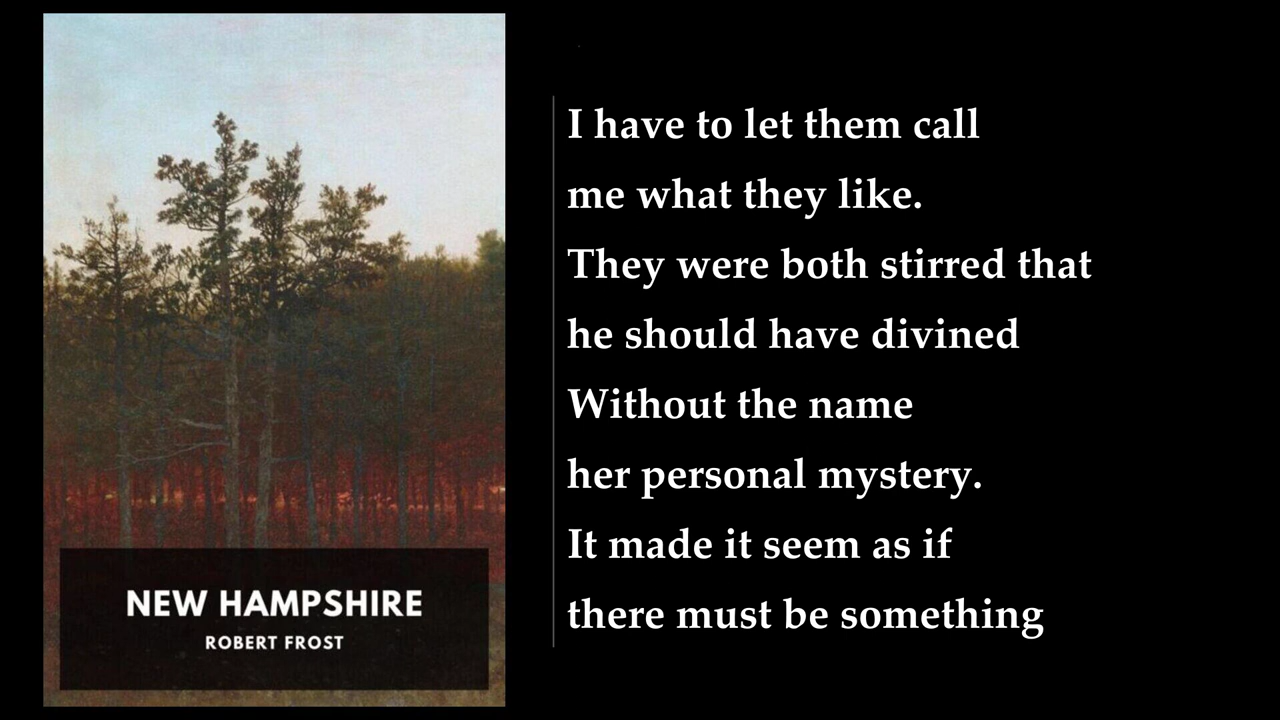 NEW HAMPSHIRE
ROBERT FROST
I have to let them call
me what they like.
They were both stirred that
he should have divined
Without the name
her personal mystery.
It made it seem as if
there must be something